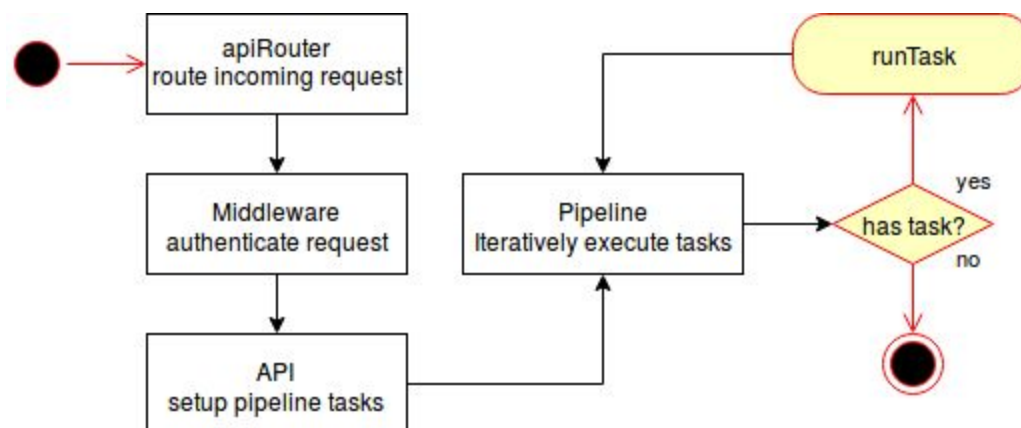 apiRouter
route incoming request
Middleware
authenticate request
API
setup pipeline tasks
Pipeline
Iteratively execute tasks
runTask
yes
has task?
no